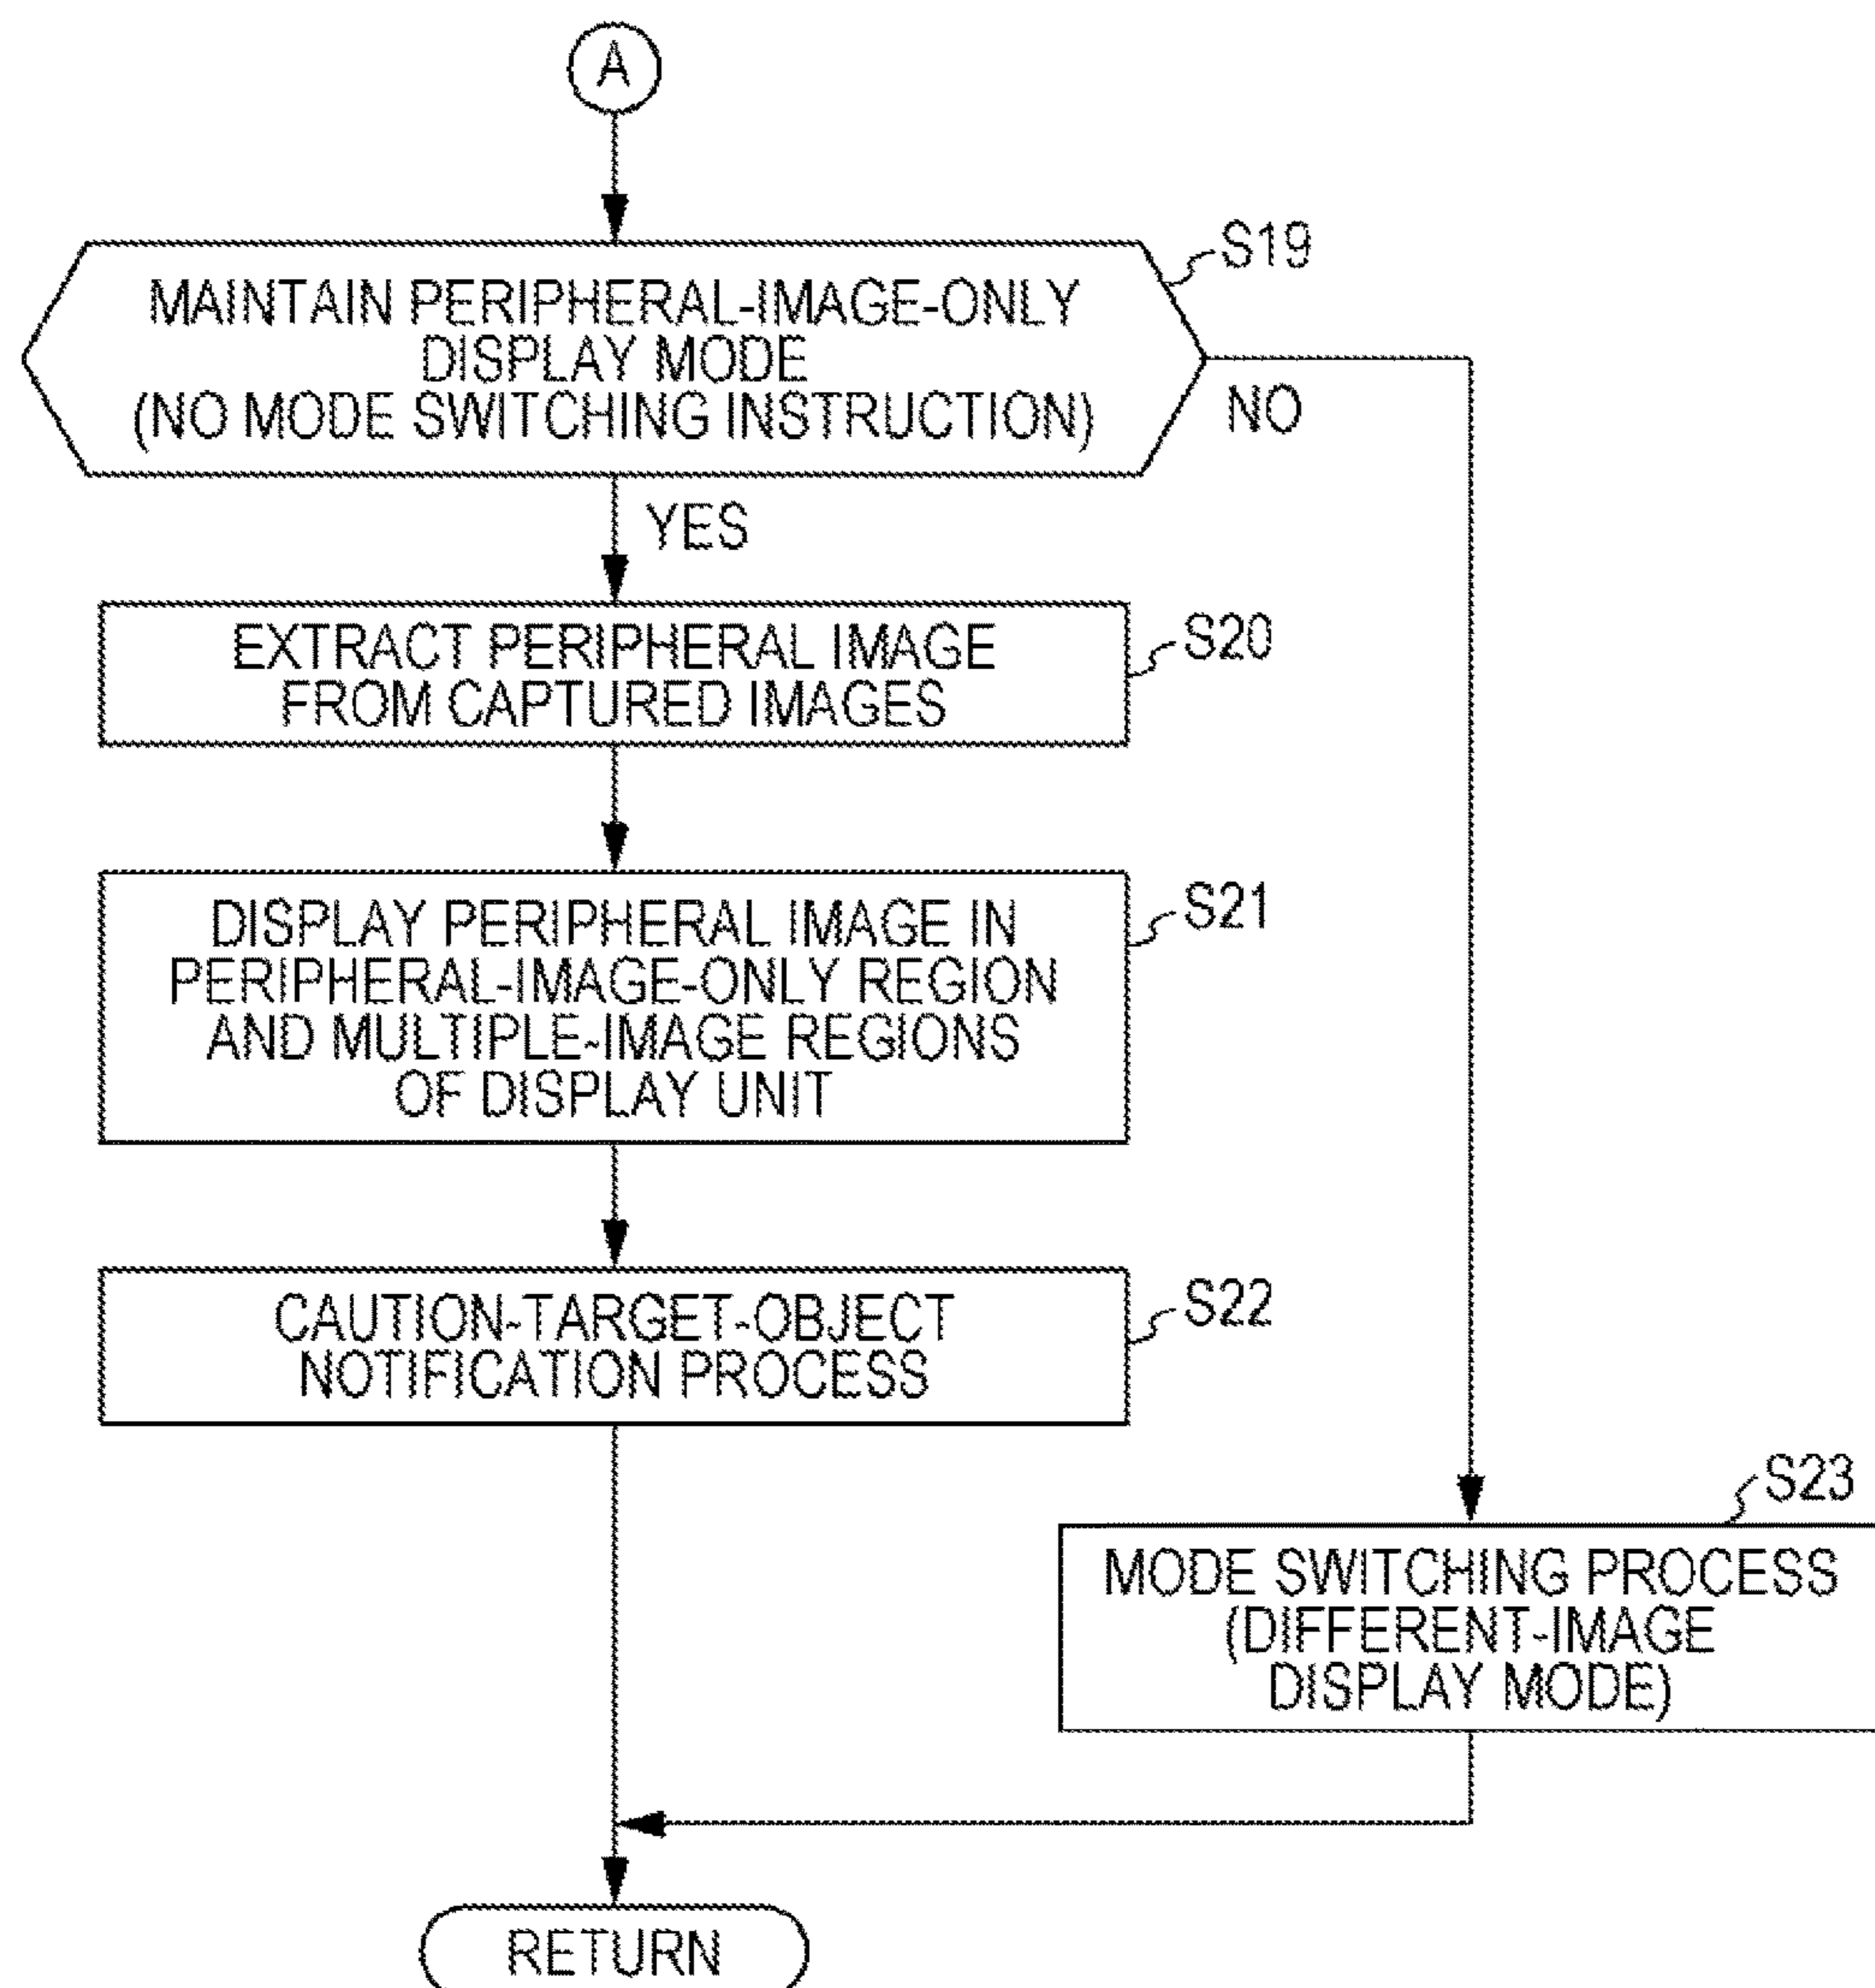 A
S19
MAINTAIN PERIPHERAL-IMAGE-ONLY
DISPLAY MODE
(NO MODE SWITCHING INSTRUCTION)
NO
YES
S20
EXTRACT PERIPHERAL IMAGE
FROM CAPTURED IMAGES
S21
DISPLAY PERIPHERAL IMAGE IN
PERIPHERAL-IMAGE-ONLY REGION
AND MULTIPLE-IMAGE REGIONS
OF DISPLAY UNIT
S22
CAUTION-TARGET-OBJECT
NOTIFICATION PROCESS
S23
MODE SWITCHING PROCESS
(DIFFERENT-IMAGE
DISPLAY MODE)
RETURN